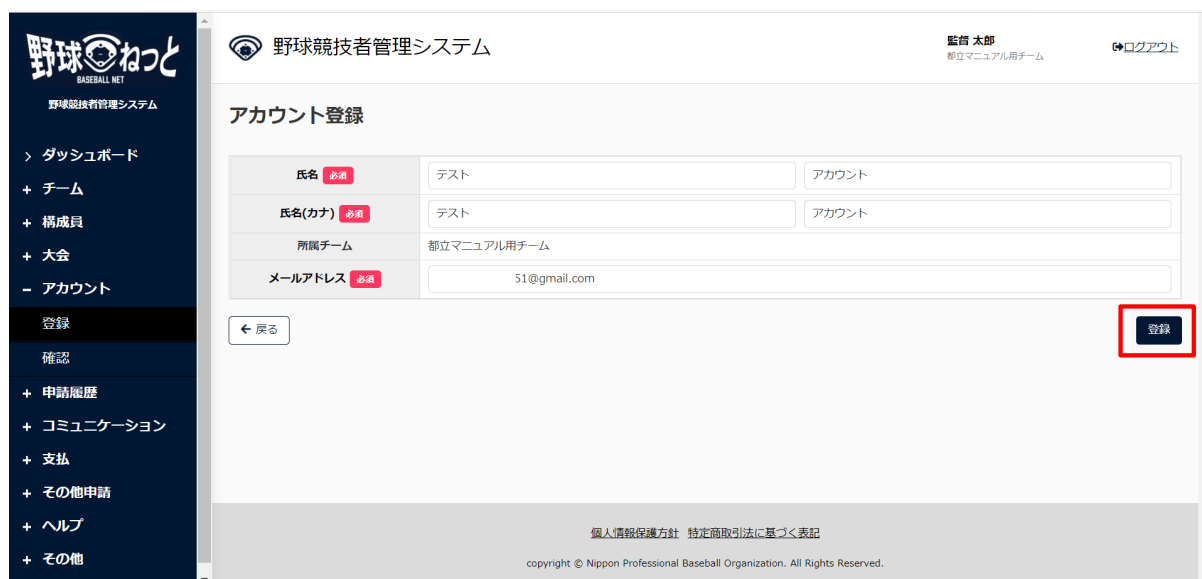 野球ねっと
BASEBALL NET
野球競技者管理システム
ダッシュボード
+ チーム
+ 構成員
+ 大会
− アカウント
登録
確認
+ 申請履歴
+ コミュニケーション
+ 支払
+ その他申請
+ ヘルプ
+ その他
野球競技者管理システム
監督 太郎
都立マニュアル用チーム
ログアウト
アカウント登録
氏名 必須 テスト アカウント
氏名(カナ) 必須 テスト アカウント
所属チーム 都立マニュアル用チーム
メールアドレス 必須 51@gmail.com
戻る
登録
個人情報保護方針 特定商取引法に基づく表記
copyright © Nippon Professional Baseball Organization. All Rights Reserved.